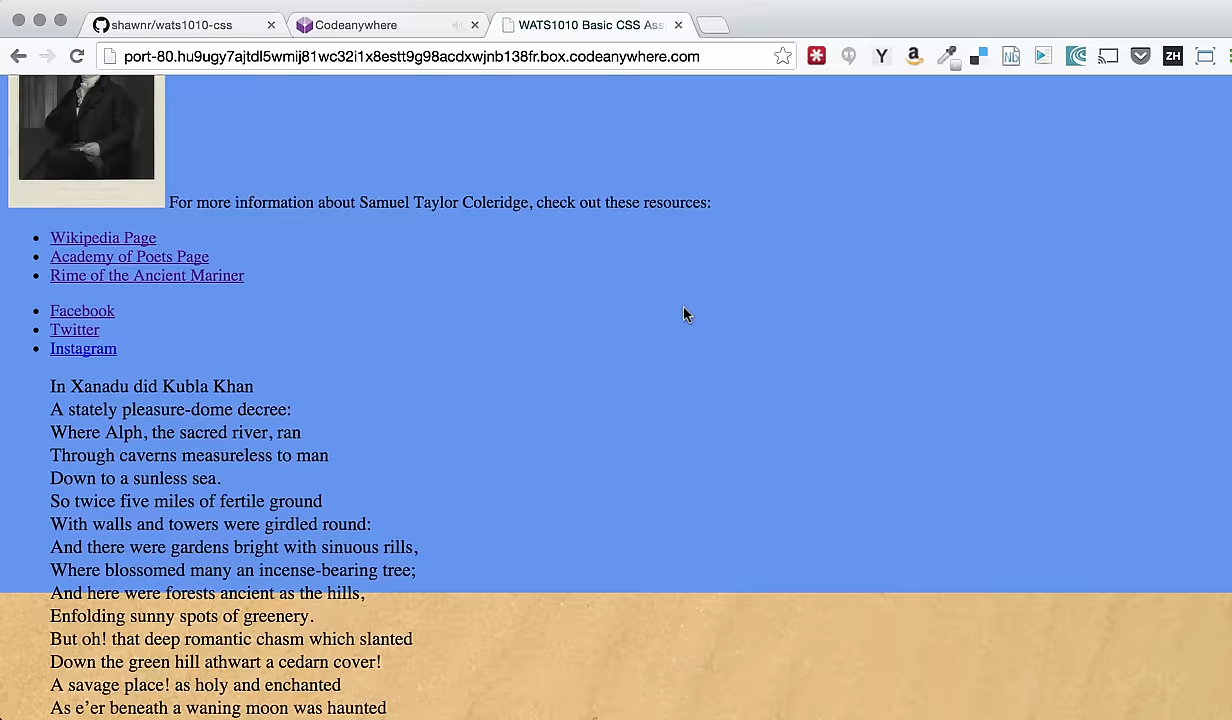 shawnr/wats1010-css
Codeanywhere
WATS1010 Basic CSS Ass
port-80.hu9ugy7ajtdl5wmij81wc32i1x8estt9g98acdxwjnb138fr.box.codeanywhere.com
Y
a
Nb
ZH
For more information about Samuel Taylor Coleridge, check out these resources:
Wikipedia Page
Academy of Poets Page
Rime of the Ancient Mariner
Facebook
Twitter
Instagram
In Xanadu did Kubla Khan
A stately pleasure-dome decree:
Where Alph, the sacred river, ran
Through caverns measureless to man
Down to a sunless sea.
So twice five miles of fertile ground
With walls and towers were girdled round:
And there were gardens bright with sinuous rills,
Where blossomed many an incense-bearing tree;
And here were forests ancient as the hills,
Enfolding sunny spots of greenery.
But oh! that deep romantic chasm which slanted
Down the green hill athwart a cedarn cover!
A savage place! as holy and enchanted
As e’er beneath a waning moon was haunted